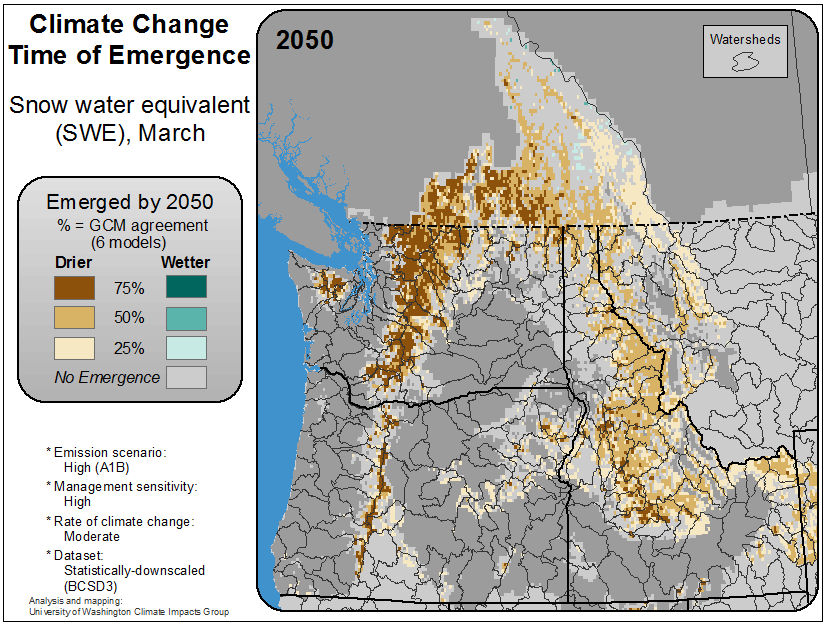 Climate Change
Time of Emergence
Snow water equivalent
(SWE), March
Emerged by 2050
% = GCM agreement
(6 models)
Drier Wetter
75%
50%
25%
No Emergence
* Emission scenario:
High (A1B)
* Management sensitivity:
High
* Rate of climate change:
Moderate
* Dataset:
Statistically-downscaled
(BCSD3)
Analysis and mapping:
University of Washington Climate Impacts Group
2050
Watersheds